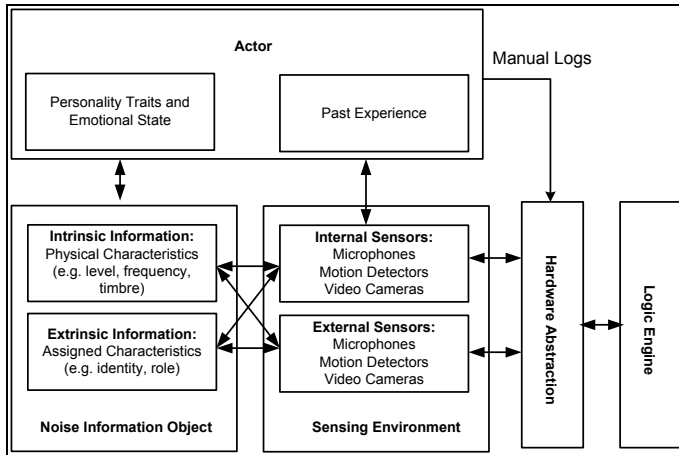 Actor
Manual Logs
Personality Traits and
Emotional State
Past Experience
Intrinsic Information:
Physical Characteristics
(e.g. level, frequency,
timbre)
Extrinsic Information:
Assigned Characteristics
(e.g. identity, role)
Noise Information Object
Internal Sensors:
Microphones
Motion Detectors
Video Cameras
External Sensors:
Microphones
Motion Detectors
Video Cameras
Sensing Environment
Hardware Abstraction
Logic Engine